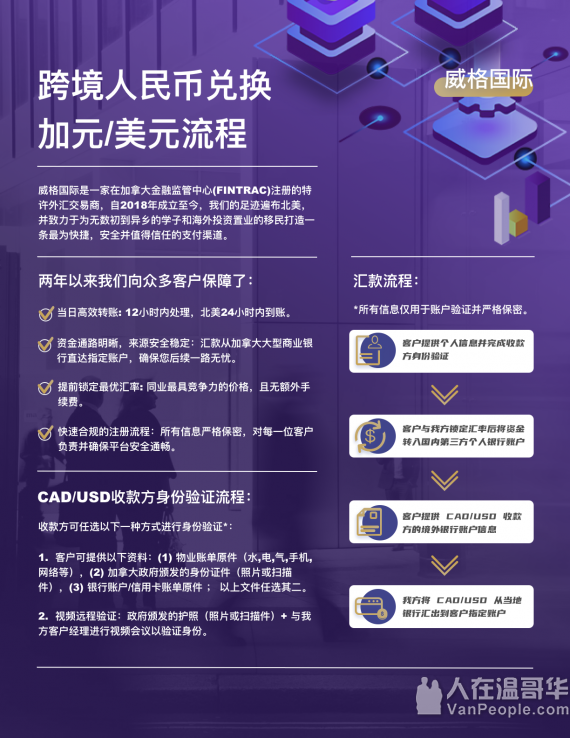 跨境人民币兑换
加元/美元流程
威格国际
威格国际是一家在加拿大金融监管中心(FINTRAC)注册的特
许外汇交易商，自2018年成立至今，我们的足迹遍布北美，
并致力于为无数初到异乡的学子和海外投资置业的移民打造一
条最为快捷，安全并值得信任的支付渠道。
两年以来我们向众多客户保障了：
当日高效转账: 12小时内处理，北美24小时内到账。
资金通路明晰，来源安全稳定：汇款从加拿大大型商业银
行直达指定账户，确保您后续一路无忧。
提前锁定最优汇率: 同业最具竞争力的价格，且无额外手
续费。
快速合规的注册流程：所有信息严格保密，对每一位客户
负责并确保平台安全通畅。
CAD/USD收款方身份验证流程：
收款方可任选以下一种方式进行身份验证*：
1. 客户可提供以下资料：(1) 物业账单原件（水,电,气,手机,
网络等），(2) 加拿大政府颁发的身份证件（照片或扫描
件），(3) 银行账户/信用卡账单原件 ； 以上文件任选其二。
2. 视频远程验证：政府颁发的护照（照片或扫描件）+ 与我
方客户经理进行视频会议以验证身份。
汇款流程：
*所有信息仅用于账户验证并严格保密。
客户提供个人信息并完成收款
方身份验证
客户与我方锁定汇率后将资金
转入国内第三方个人银行账户
客户提供 CAD/USD 收款
方的境外银行账户信息
我方将 CAD/USD 从当地
银行汇出到客户指定账户
人在温哥华
VanPeople.com